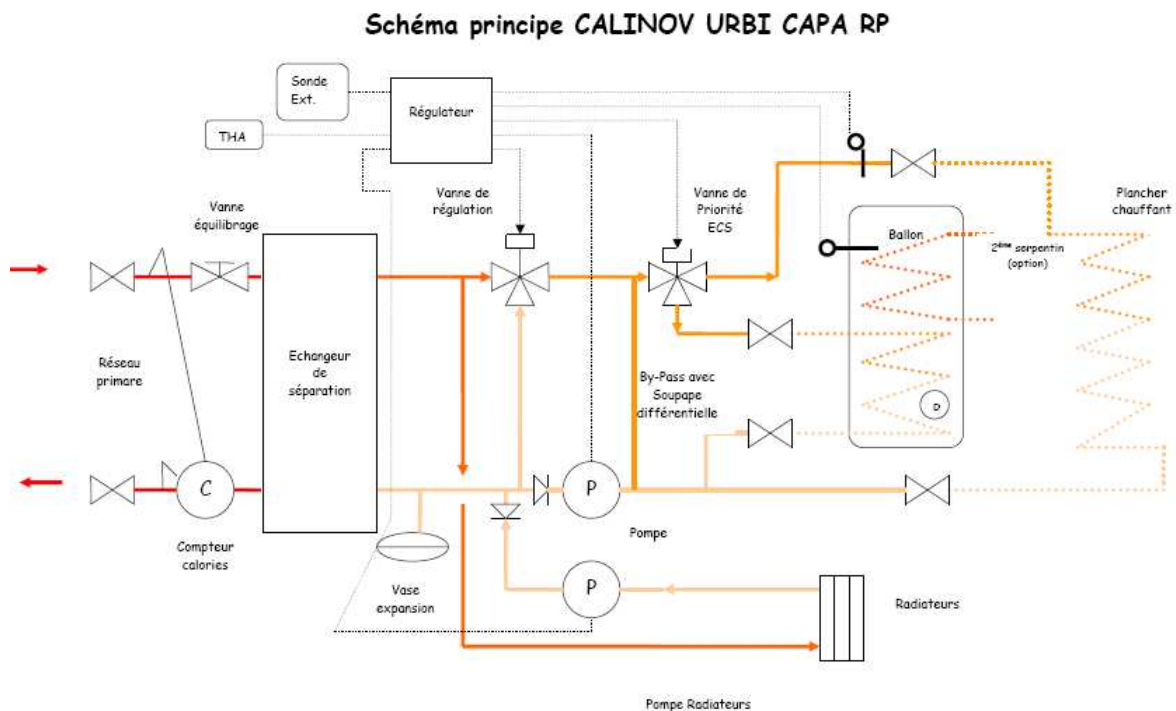 Schéma principe CALINOV URBI CAPA RP
Sonde
Ext.
Régulateur
THA
Vanne
équilibrage
Vanne de
régulation
Vanne de
Priorité
ECS
Plancher
chauffant
Ballon
2ème serpentin
(option)
Réseau
primare
Echangeur
de
séparation
By-Pass avec
Soupape
différentielle
D
C
P
Compteur
calories
Pompe
Vase
expansion
P
Radiateurs
Pompe Radiateurs